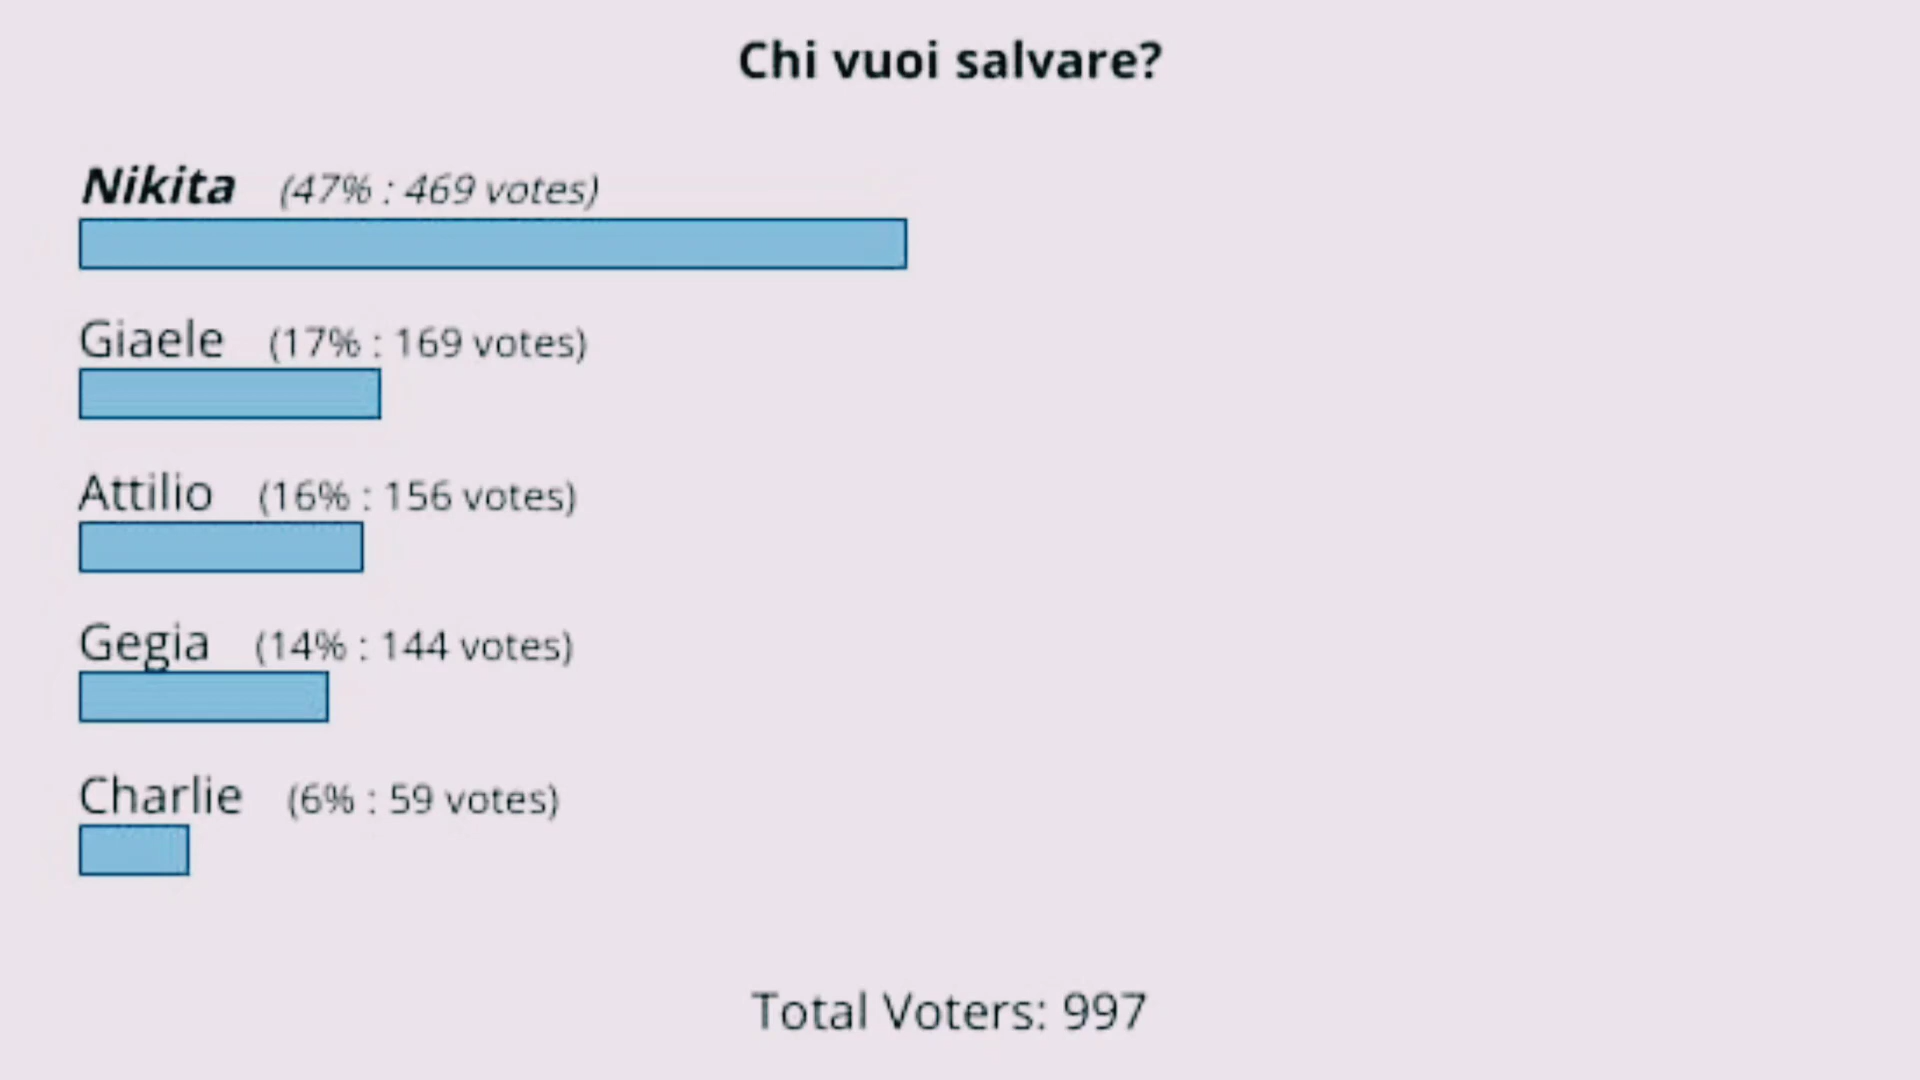 Chi vuoi salvare?
Nikita (47% : 469 votes)
Giaele (17% : 169 votes)
Attilio (16% : 156 votes)
Gegia (14% : 144 votes)
Charlie (6% : 59 votes)
Total Voters: 997